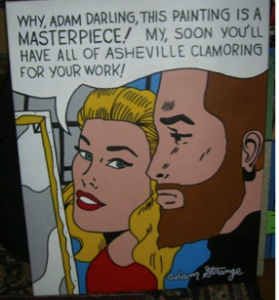 WHY, ADAM DARLING, THIS PAINTING IS A
MASTERPIECE! MY, SOON YOU'LL
HAVE ALL OF ASHEVILLE CLAMORING
FOR YOUR WORK!
adam Strange